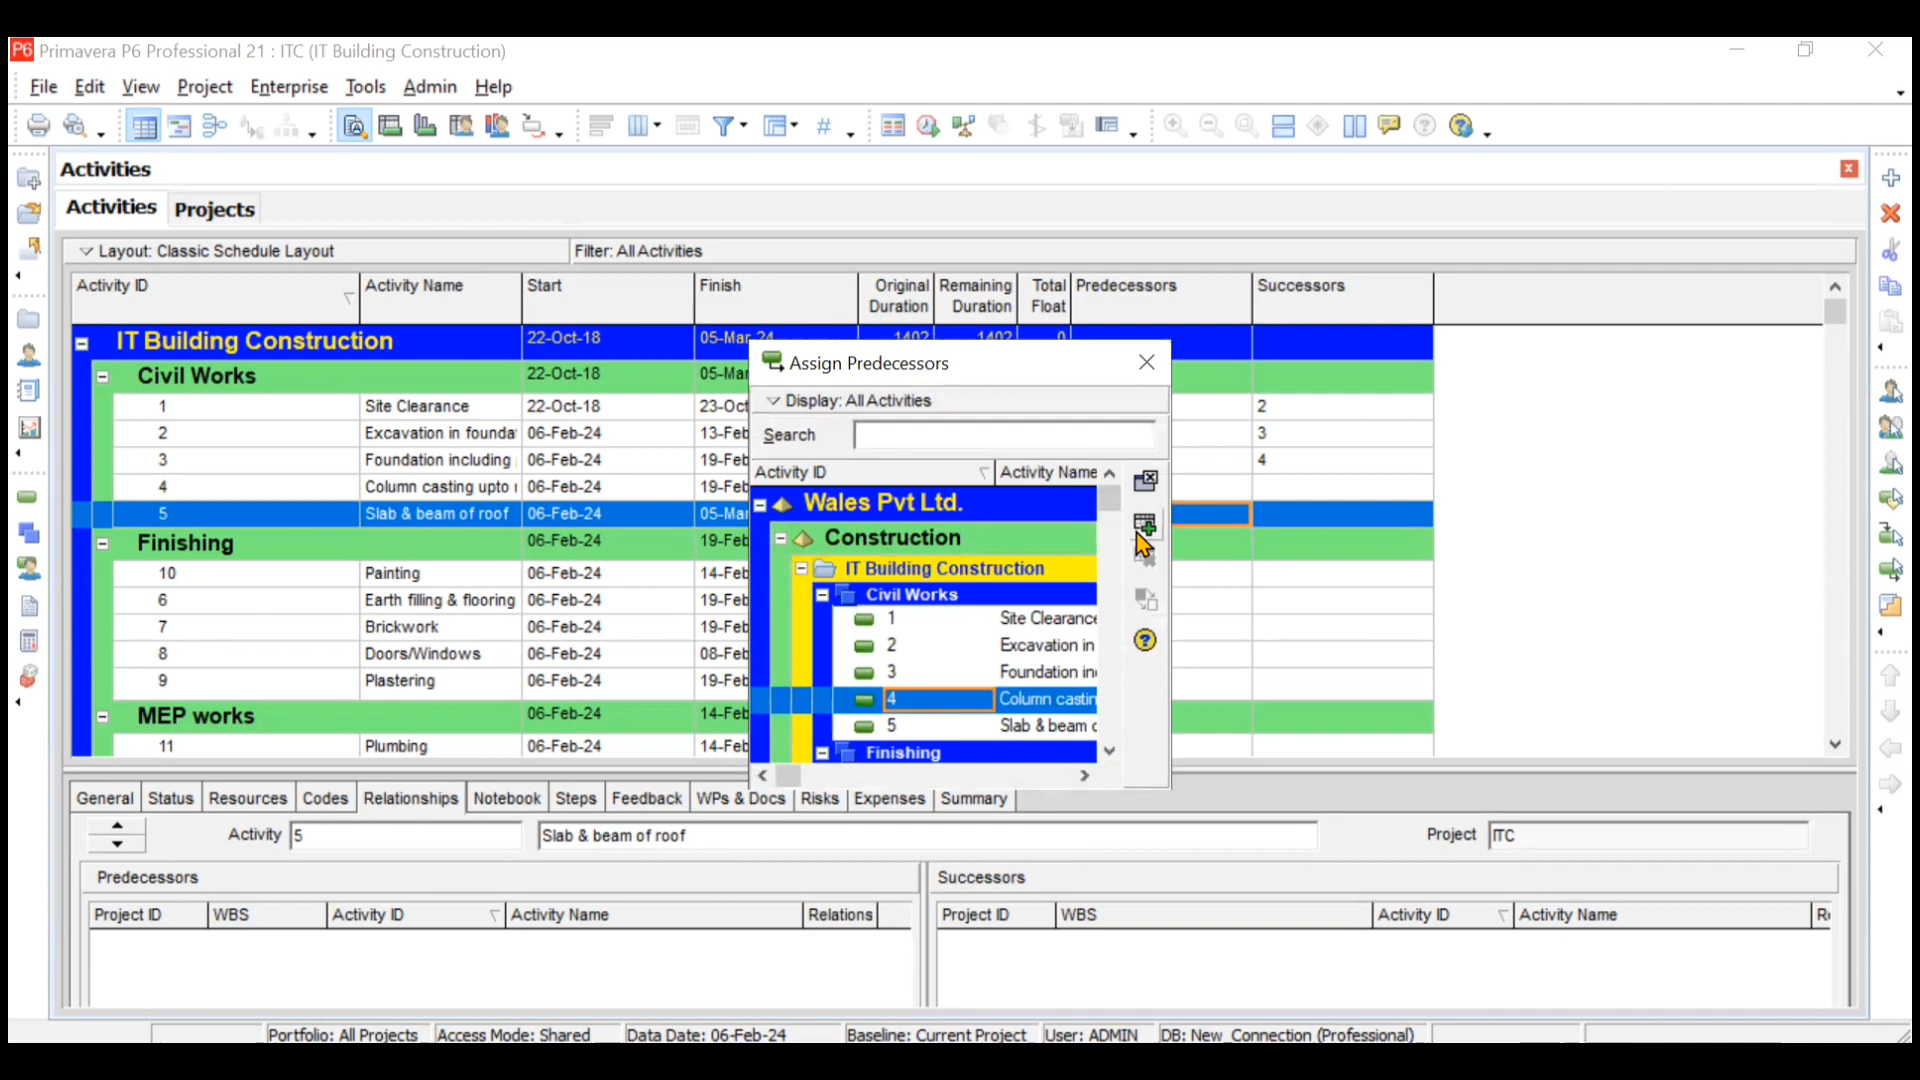 P6 Primavera P6 Professional 21 : ITC (IT Building Construction)
File Edit View Project Enterprise Tools Admin Help
Activities
Activities Projects
Layout: Classic Schedule Layout Filter: All Activities
Activity ID Activity Name Start Finish Original Duration Remaining Duration Total Float Predecessors Successors
IT Building Construction 22-Oct-18 05-Mar-24 1402 1402 0
Civil Works 22-Oct-18 05-Mar
1 Site Clearance 22-Oct-18 23-Oct 2
2 Excavation in founda 06-Feb-24 13-Feb 3
3 Foundation including 06-Feb-24 19-Feb 4
4 Column casting upto 06-Feb-24 19-Feb
5 Slab & beam of roof 06-Feb-24 05-Mar
Finishing 06-Feb-24 19-Feb
10 Painting 06-Feb-24 14-Feb
6 Earth filling & flooring 06-Feb-24 19-Feb
7 Brickwork 06-Feb-24 19-Feb
8 Doors/Windows 06-Feb-24 08-Feb
9 Plastering 06-Feb-24 19-Feb
MEP works 06-Feb-24 14-Feb
11 Plumbing 06-Feb-24 14-Feb
Assign Predecessors
Display: All Activities
Search
Activity ID Activity Name
Wales Pvt Ltd.
Construction
IT Building Construction
Civil Works
1 Site Clearance
2 Excavation in
3 Foundation in
4 Column castin
5 Slab & beam
Finishing
General Status Resources Codes Relationships Notebook Steps Feedback WPs & Docs Risks Expenses Summary
Activity 5 Slab & beam of roof Project ITC
Predecessors Successors
Project ID WBS Activity ID Activity Name Relations Project ID WBS Activity ID Activity Name
Portfolio: All Projects Access Mode: Shared Data Date: 06-Feb-24 Baseline: Current Project User: ADMIN DB: New_Connection (Professional)